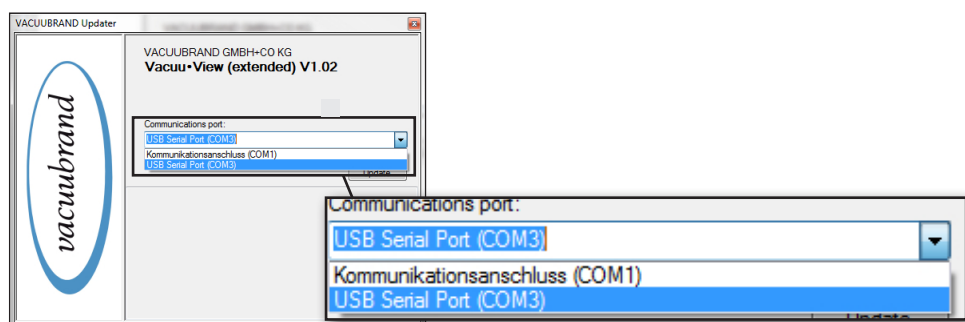 VACUUBRAND Updater
VACUUBRAND GMBH+CO KG
Vacuu•View (extended) V1.02
vacuubrand
Communications port:
USB Serial Port (COM3)
Kommunikationsanschluss (COM1)
USB Serial Port (COM3)
Update
Communications port:
USB Serial Port (COM3)
Kommunikationsanschluss (COM1)
USB Serial Port (COM3)
Update